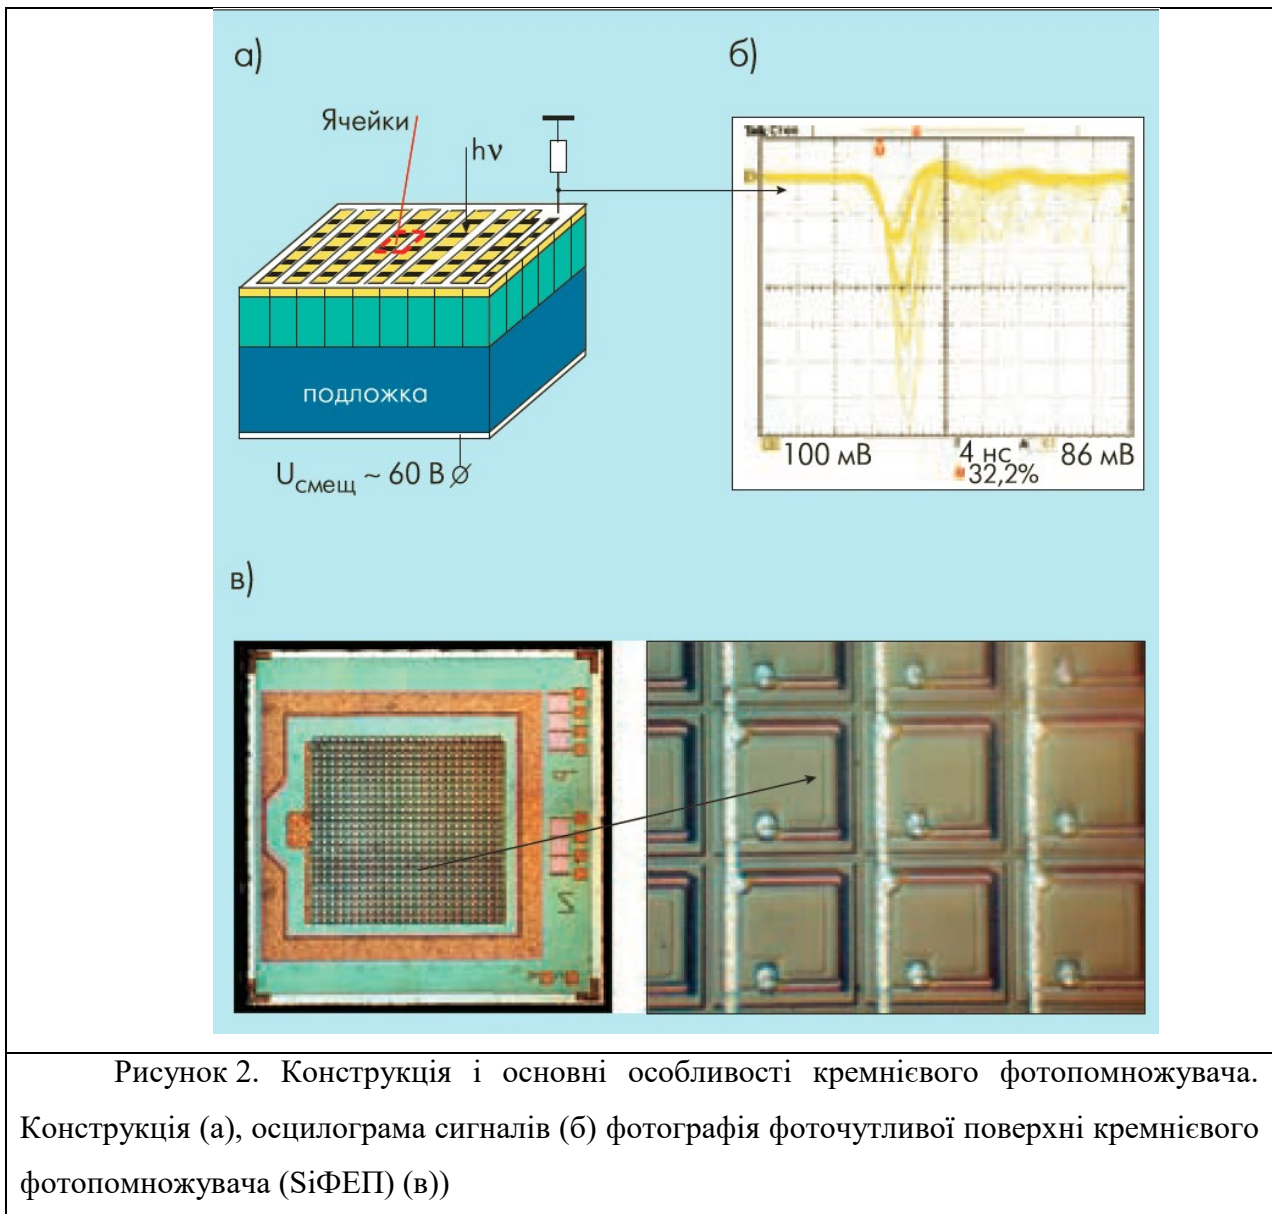 а)
б)
Ячейки
hν
подложка
Uсмещ ~ 60 В
100 мВ
4 нс
86 мВ
32,2%
в)
Рисунок 2. Конструкція і основні особливості кремнієвого фотопомножувача.
Конструкція (а), осцилограма сигналів (б) фотографія фоточутливої поверхні кремнієвого
фотопомножувача (SiФЕП) (в))